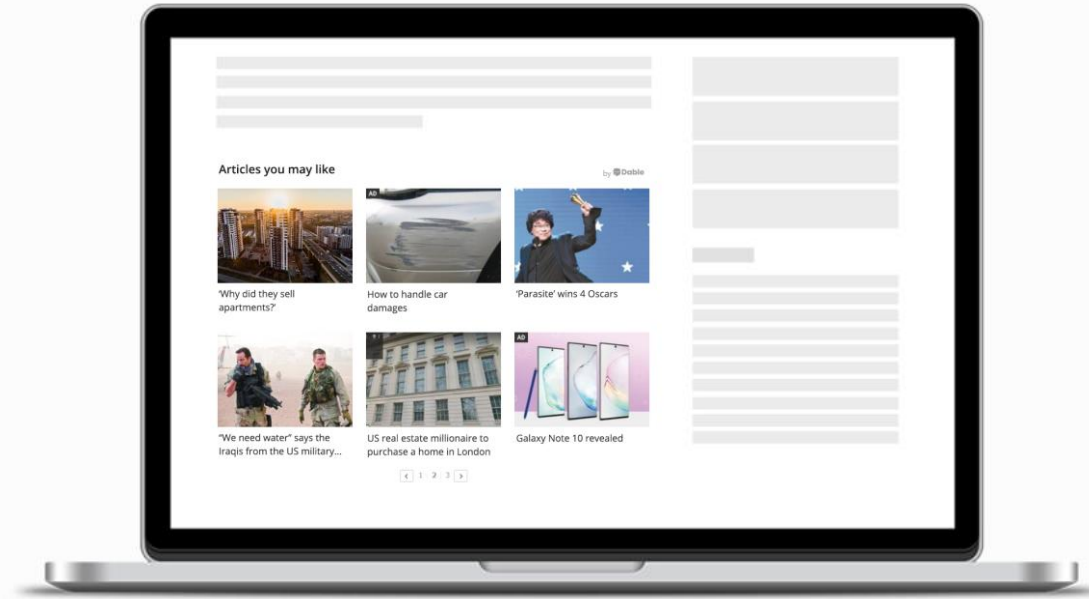 Articles you may like
by Dable
AD
'Why did they sell
apartments?'
How to handle car
damages
'Parasite' wins 4 Oscars
AD
"We need water" says the
Iraqis from the US military...
US real estate millionaire to
purchase a home in London
Galaxy Note 10 revealed
< 1 2 3 >